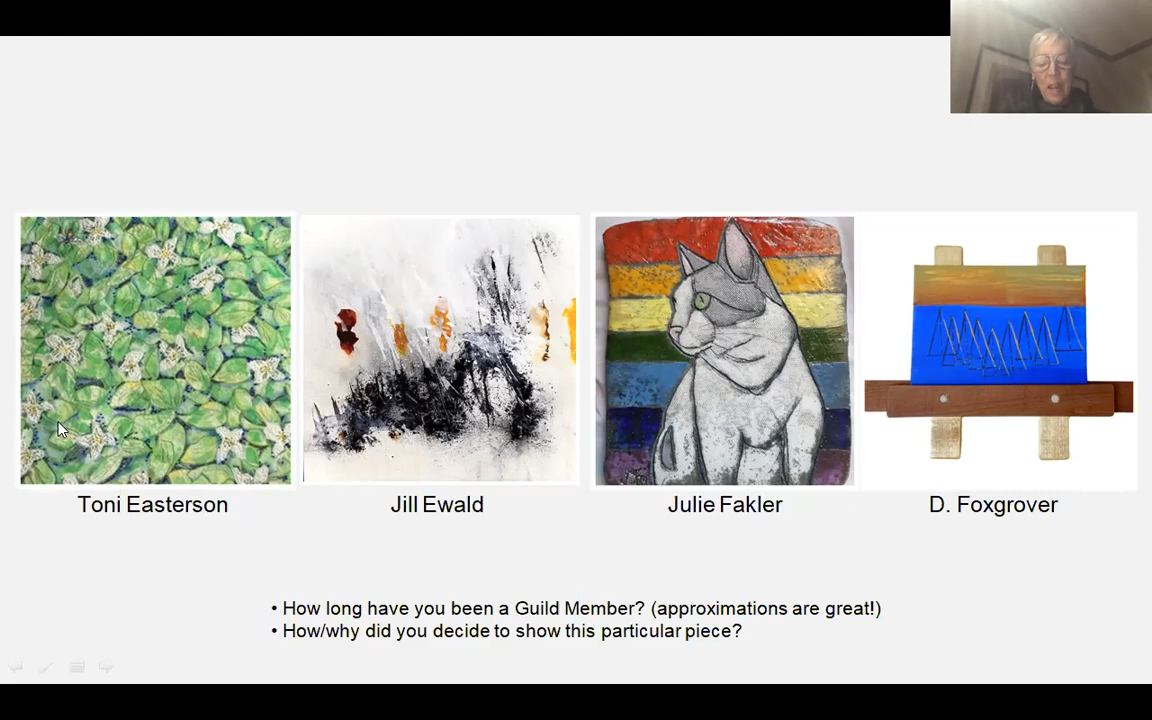 Toni Easterson
Jill Ewald
Julie Fakler
D. Foxgrover
• How long have you been a Guild Member? (approximations are great!)
• How/why did you decide to show this particular piece?